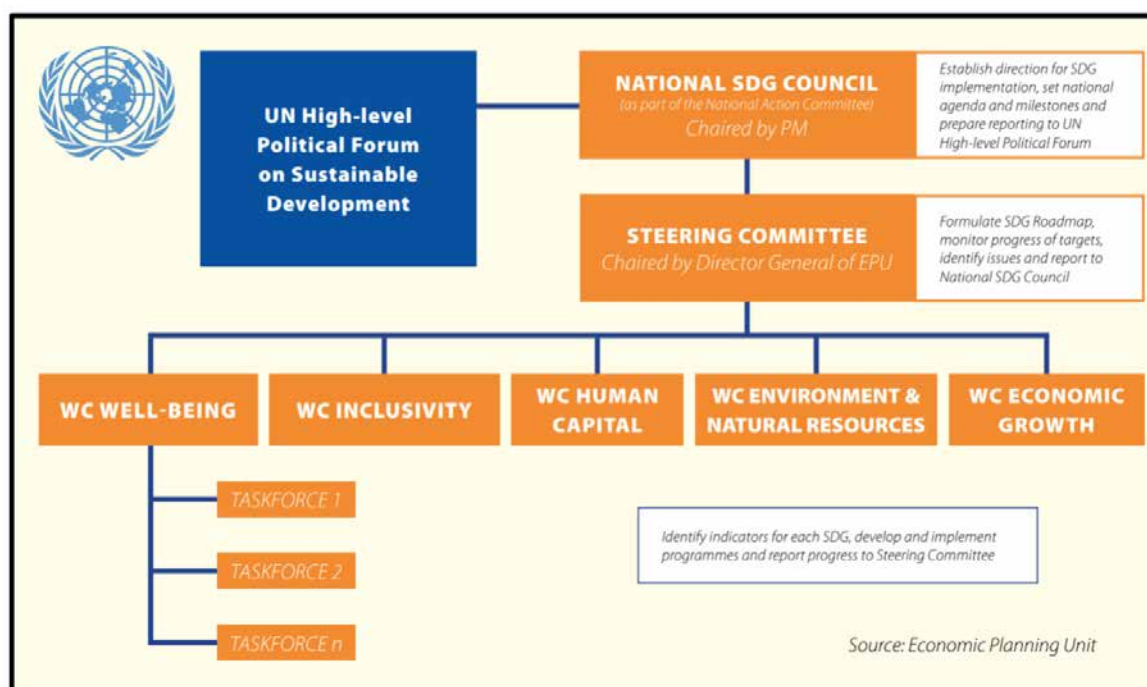 UN High-level
Political Forum
on Sustainable
Development
NATIONAL SDG COUNCIL
(as part of the National Action Committee)
Chaired by PM
Establish direction for SDG
implementation, set national
agenda and milestones and
prepare reporting to UN
High-level Political Forum
STEERING COMMITTEE
Chaired by Director General of EPU
Formulate SDG Roadmap,
monitor progress of targets,
identify issues and report to
National SDG Council
WC WELL-BEING
WC INCLUSIVITY
WC HUMAN
CAPITAL
WC ENVIRONMENT &
NATURAL RESOURCES
WC ECONOMIC
GROWTH
TASKFORCE 1
TASKFORCE 2
TASKFORCE n
Identify indicators for each SDG, develop and implement
programmes and report progress to Steering Committee
Source: Economic Planning Unit